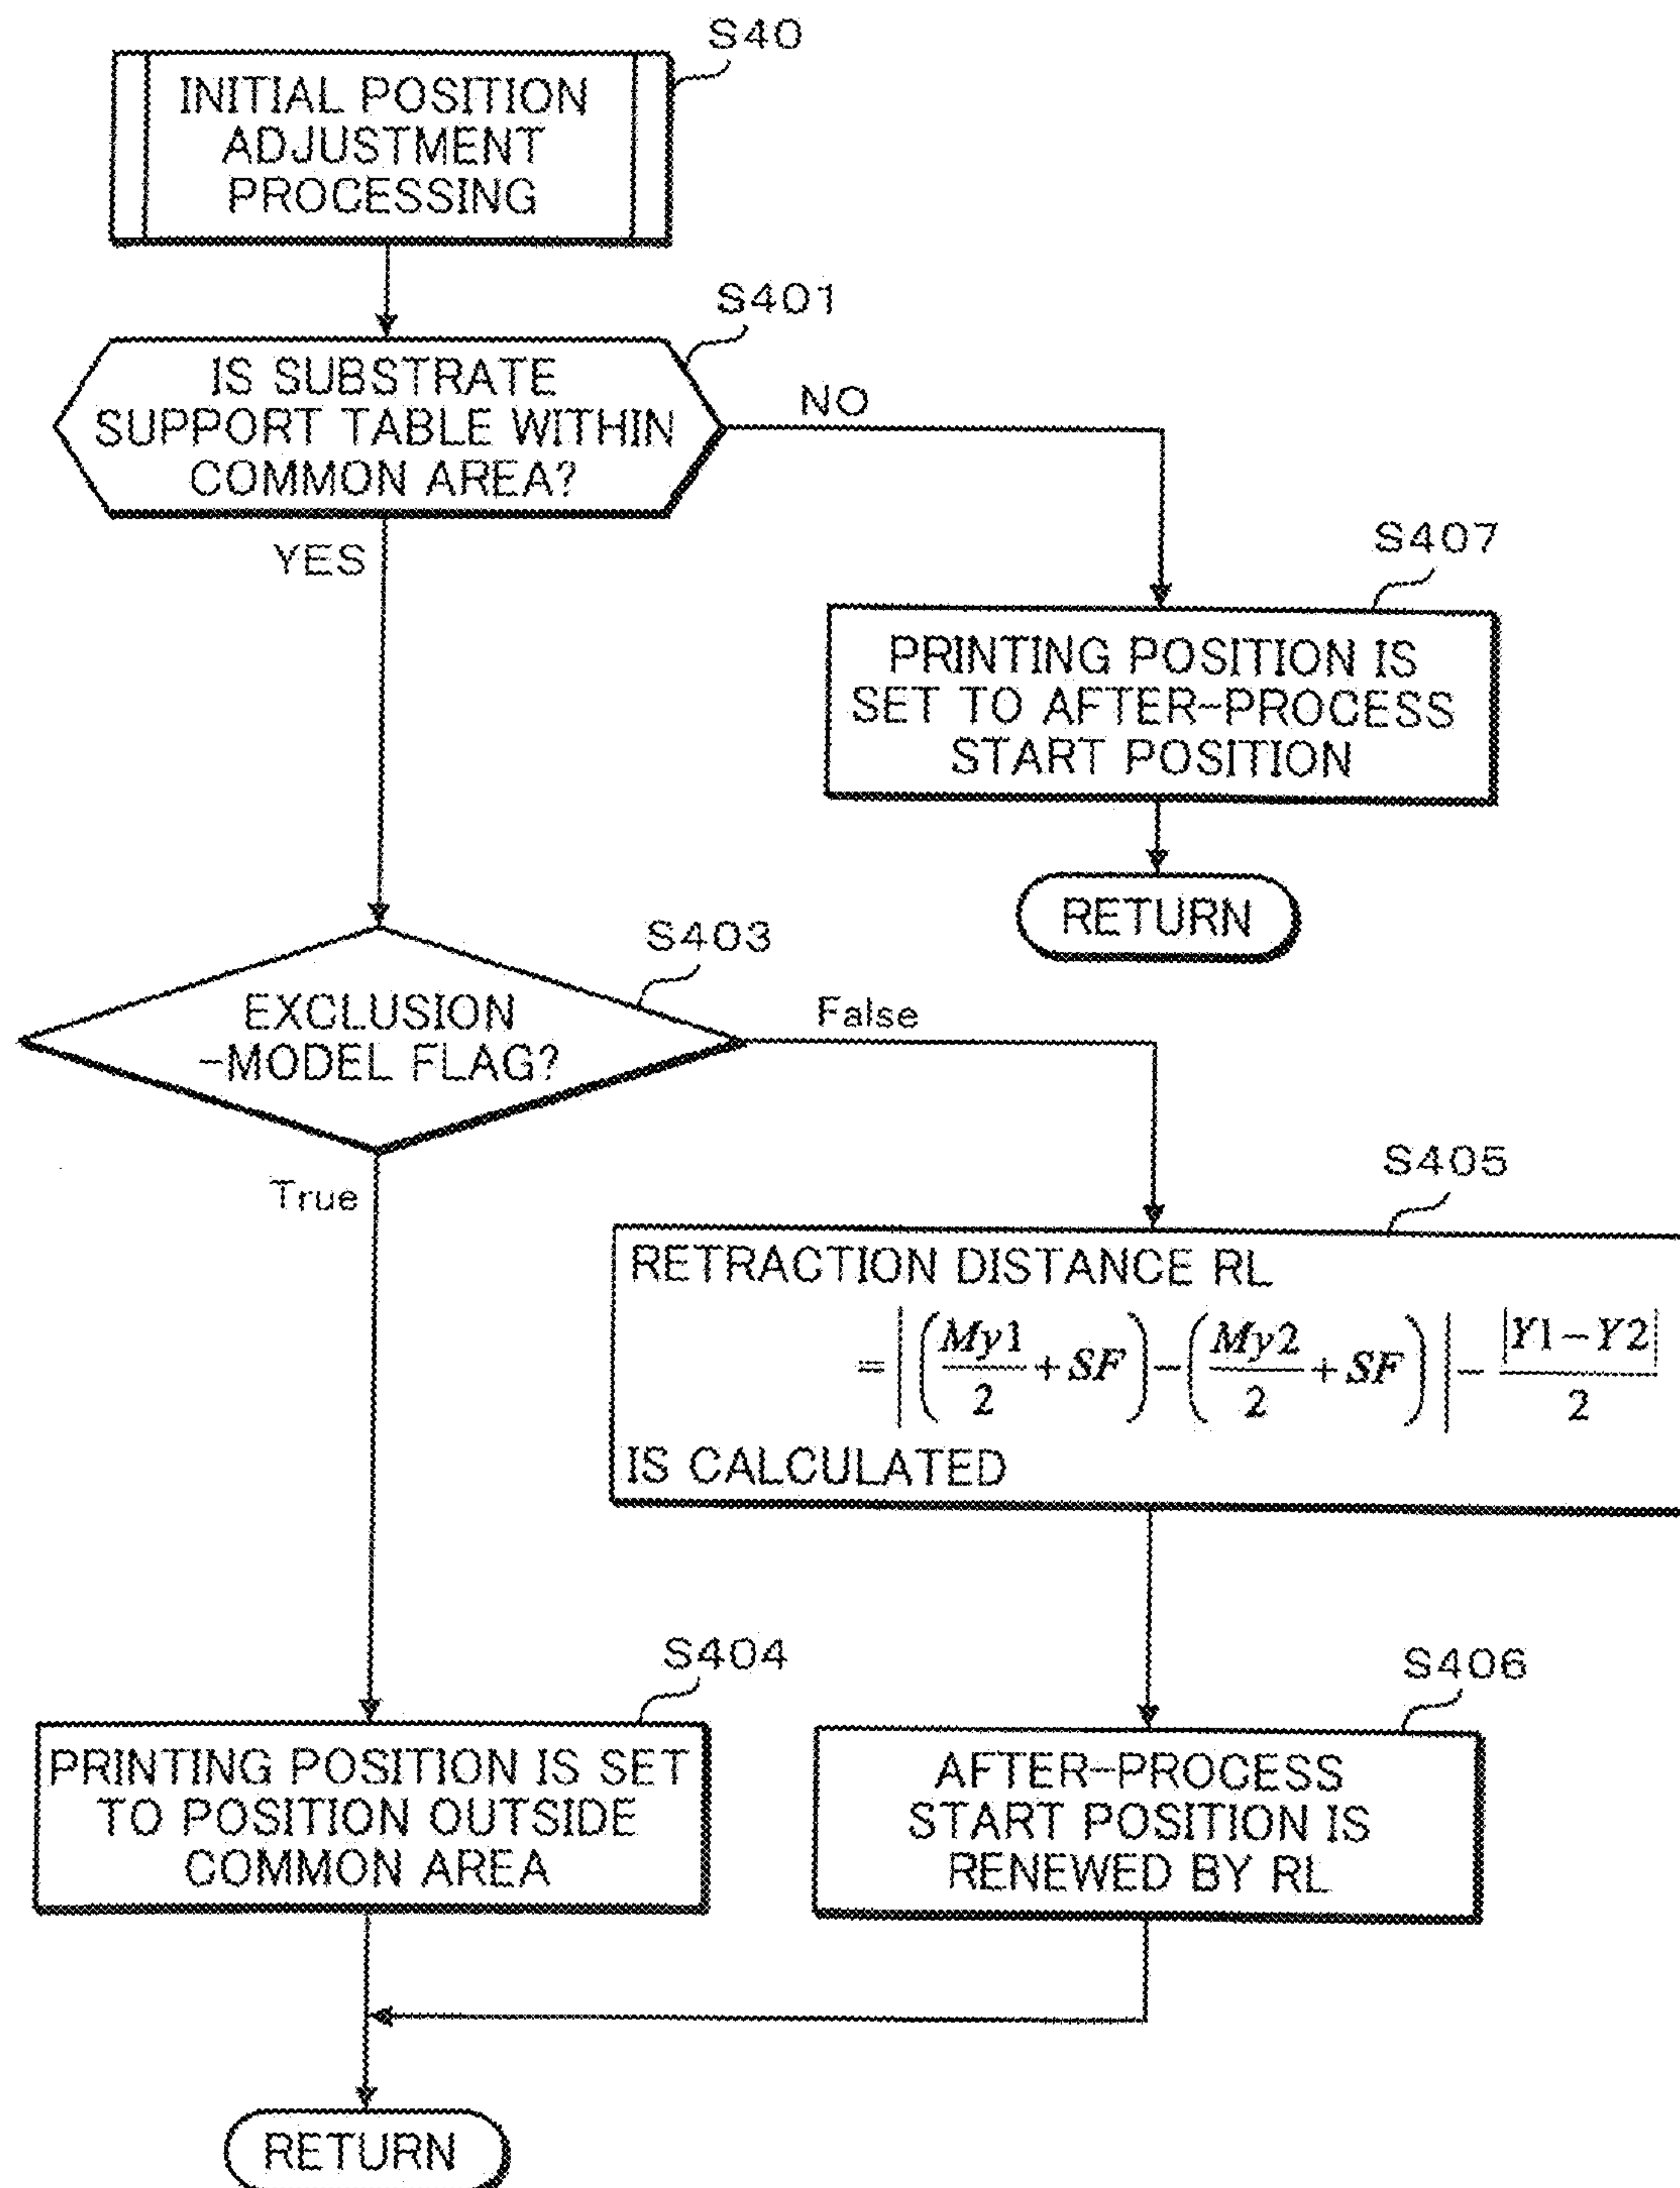 S40
INITIAL POSITION
ADJUSTMENT
PROCESSING
S401
IS SUBSTRATE
SUPPORT TABLE WITHIN
COMMON AREA?
NO
YES
S407
PRINTING POSITION IS
SET TO AFTER-PROCESS
START POSITION
RETURN
S403
EXCLUSION
-MODEL FLAG?
False
True
S405
RETRACTION DISTANCE RL
= | (My1/2 + SF) - (My2/2 + SF) | - |Y1-Y2|/2
IS CALCULATED
S404
PRINTING POSITION IS SET
TO POSITION OUTSIDE
COMMON AREA
S406
AFTER-PROCESS
START POSITION IS
RENEWED BY RL
RETURN